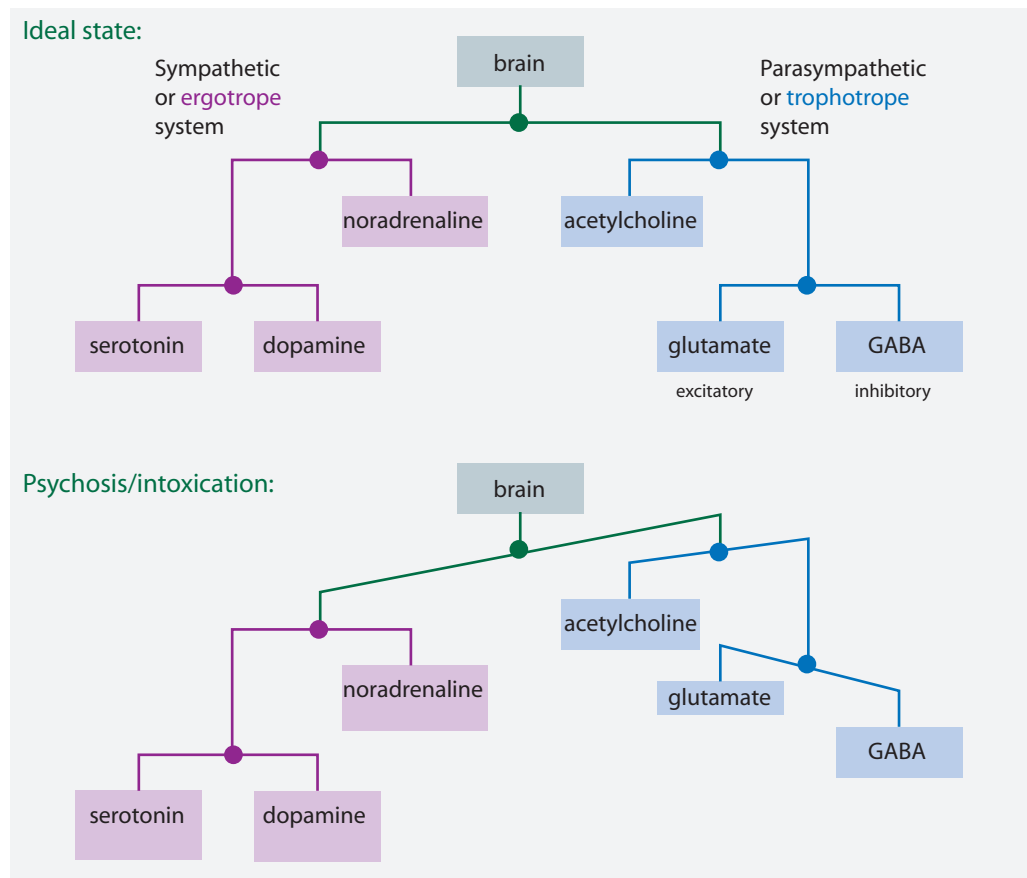 Ideal state:
Sympathetic
or ergotrope
system
brain
Parasympathetic
or trophotrope
system
noradrenaline
acetylcholine
serotonin
dopamine
glutamate
GABA
excitatory
inhibitory
Psychosis/intoxication:
brain
acetylcholine
noradrenaline
glutamate
GABA
serotonin
dopamine